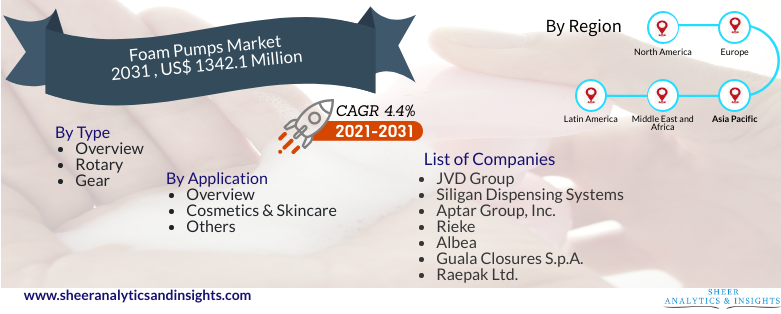 Foam Pumps Market
2031 , US$ 1342.1 Million
By Region
North America
Europe
Latin America
Middle East and
Africa
Asia Pacific
CAGR 4.4%
2021-2031
By Type
Overview
Rotary
Gear
By Application
Overview
Cosmetics & Skincare
Others
List of Companies
JVD Group
Siligan Dispensing Systems
Aptar Group, Inc.
Rieke
Albea
Guala Closures S.p.A.
Raepak Ltd.
www.sheeranalyticsandinsights.com
SHEER
ANALYTICS & INSIGHTS